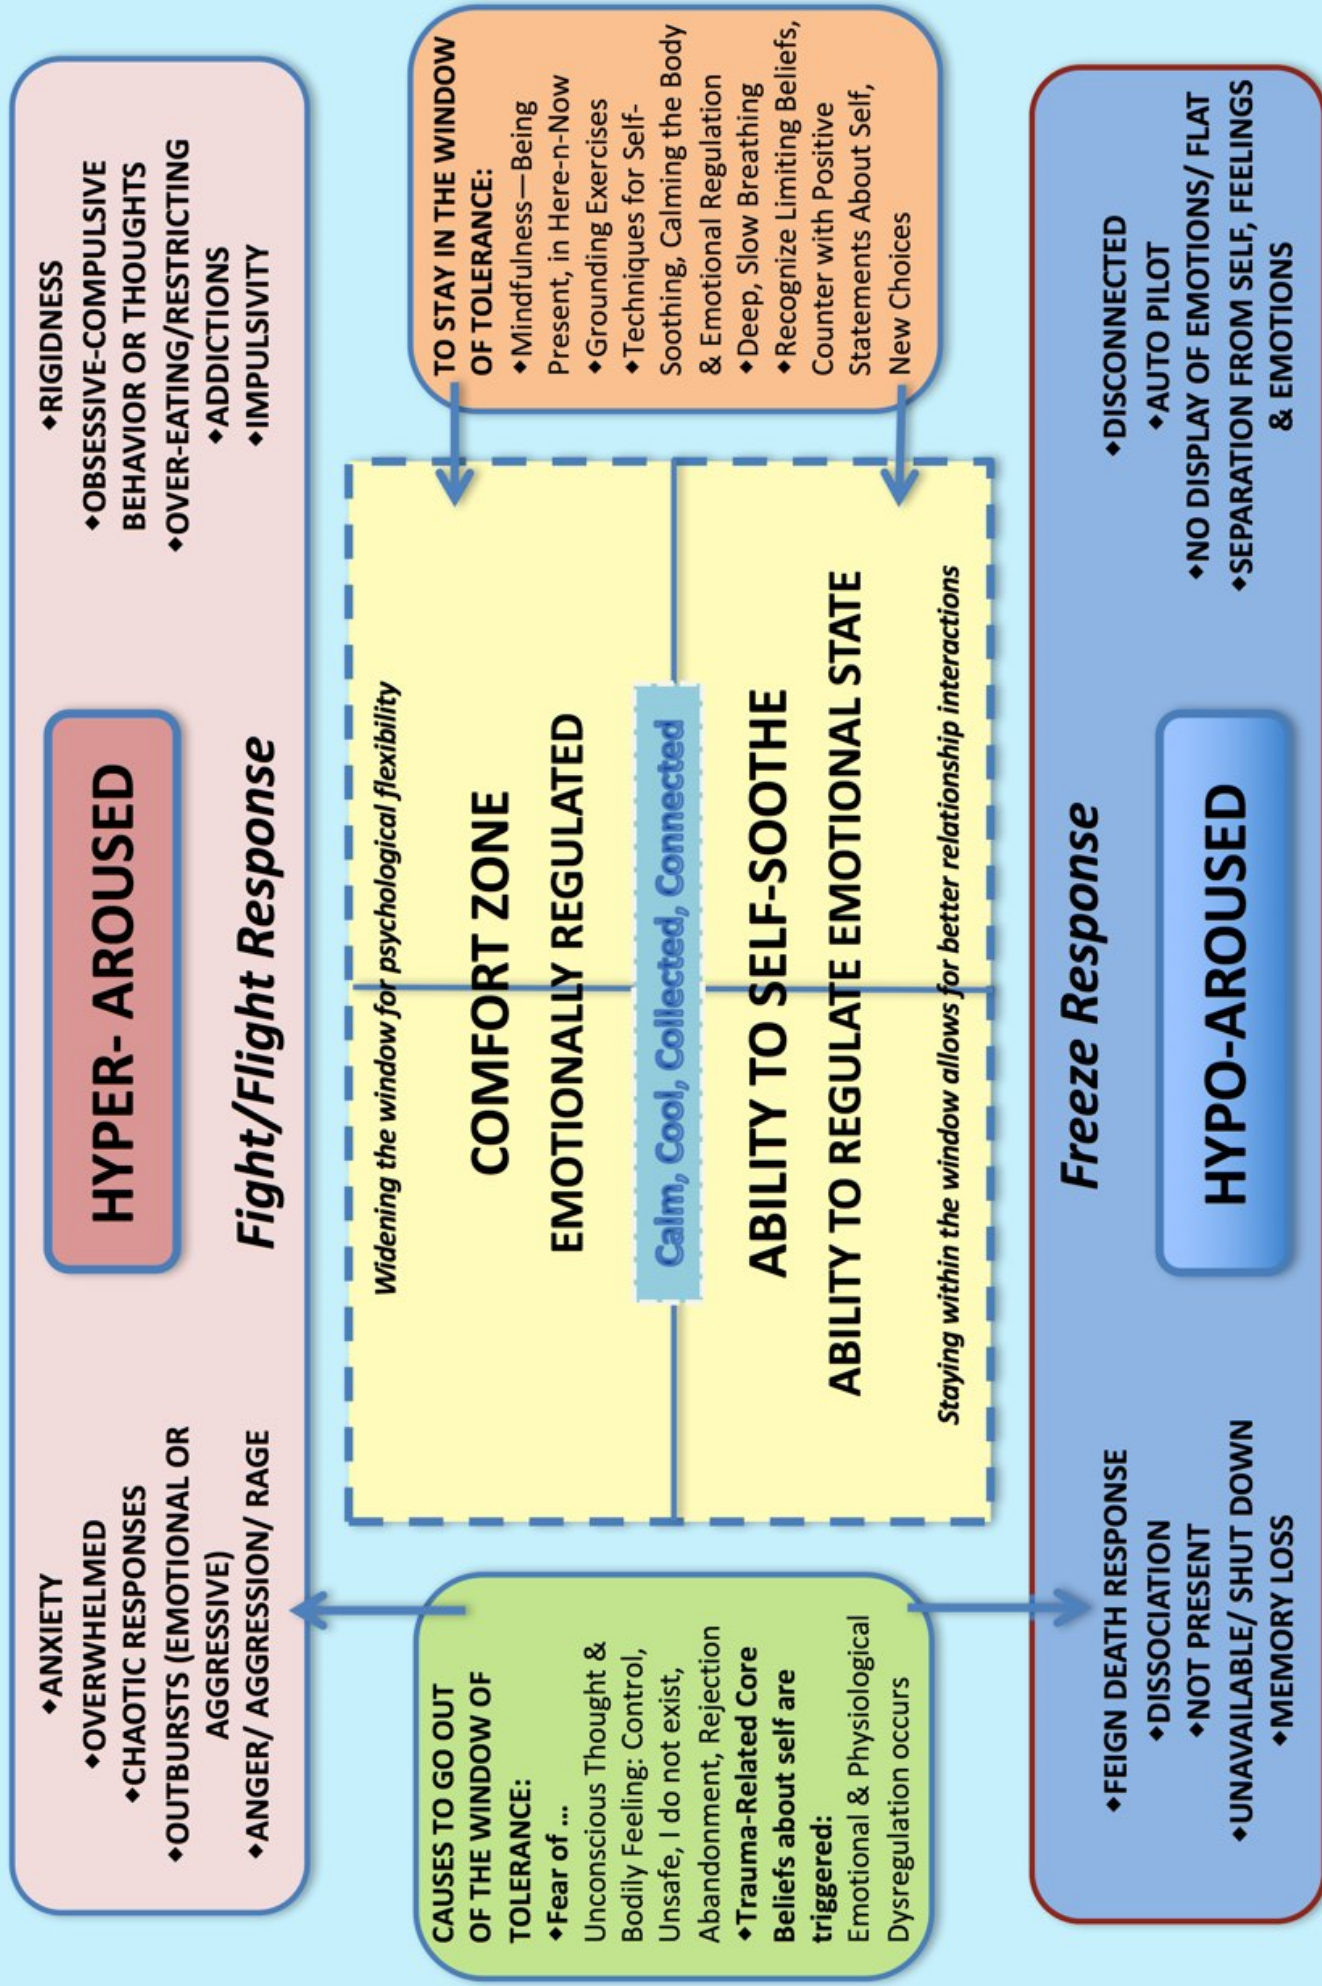 ◆ANXIETY
◆OVERWHELMED
◆CHAOTIC RESPONSES
◆OUTBURSTS (EMOTIONAL OR
AGGRESSIVE)
◆ANGER/ AGGRESSION/ RAGE
HYPER- AROUSED
Fight/Flight Response
◆RIGIDNESS
◆OBSESSIVE-COMPULSIVE
BEHAVIOR OR THOUGHTS
◆OVER-EATING/RESTRICTING
◆ADDICTIONS
◆IMPULSIVITY
CAUSES TO GO OUT
OF THE WINDOW OF
TOLERANCE:
◆Fear of ...
Unconscious Thought &
Bodily Feeling: Control,
Unsafe, I do not exist,
Abandonment, Rejection
◆Trauma-Related Core
Beliefs about self are
triggered:
Emotional & Physiological
Dysregulation occurs
Widening the window for psychological flexibility
COMFORT ZONE
EMOTIONALLY REGULATED
Calm, Cool, Collected, Connected
ABILITY TO SELF-SOOTHE
ABILITY TO REGULATE EMOTIONAL STATE
Staying within the window allows for better relationship interactions
TO STAY IN THE WINDOW
OF TOLERANCE:
◆Mindfulness—Being
Present, in Here-n-Now
◆Grounding Exercises
◆Techniques for Self-
Soothing, Calming the Body
& Emotional Regulation
◆Deep, Slow Breathing
◆Recognize Limiting Beliefs,
Counter with Positive
Statements About Self,
New Choices
◆FEIGN DEATH RESPONSE
◆DISSOCIATION
◆NOT PRESENT
◆UNAVAILABLE/ SHUT DOWN
◆MEMORY LOSS
Freeze Response
HYPO-AROUSED
◆DISCONNECTED
◆AUTO PILOT
◆NO DISPLAY OF EMOTIONS/ FLAT
◆SEPARATION FROM SELF, FEELINGS
& EMOTIONS